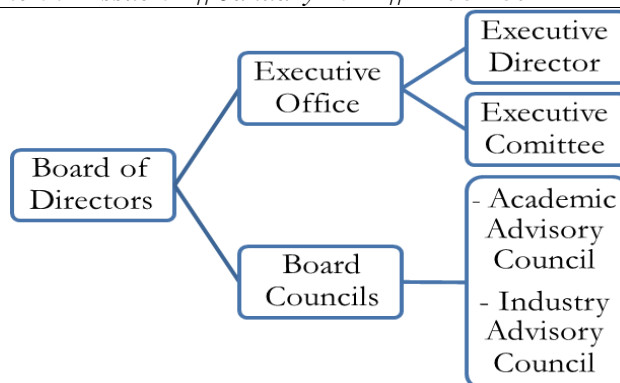 Executive
Director
Executive
Office
Executive
Comittee
Board of
Directors
- Academic
Advisory
Council
Board
Councils
- Industry
Advisory
Council